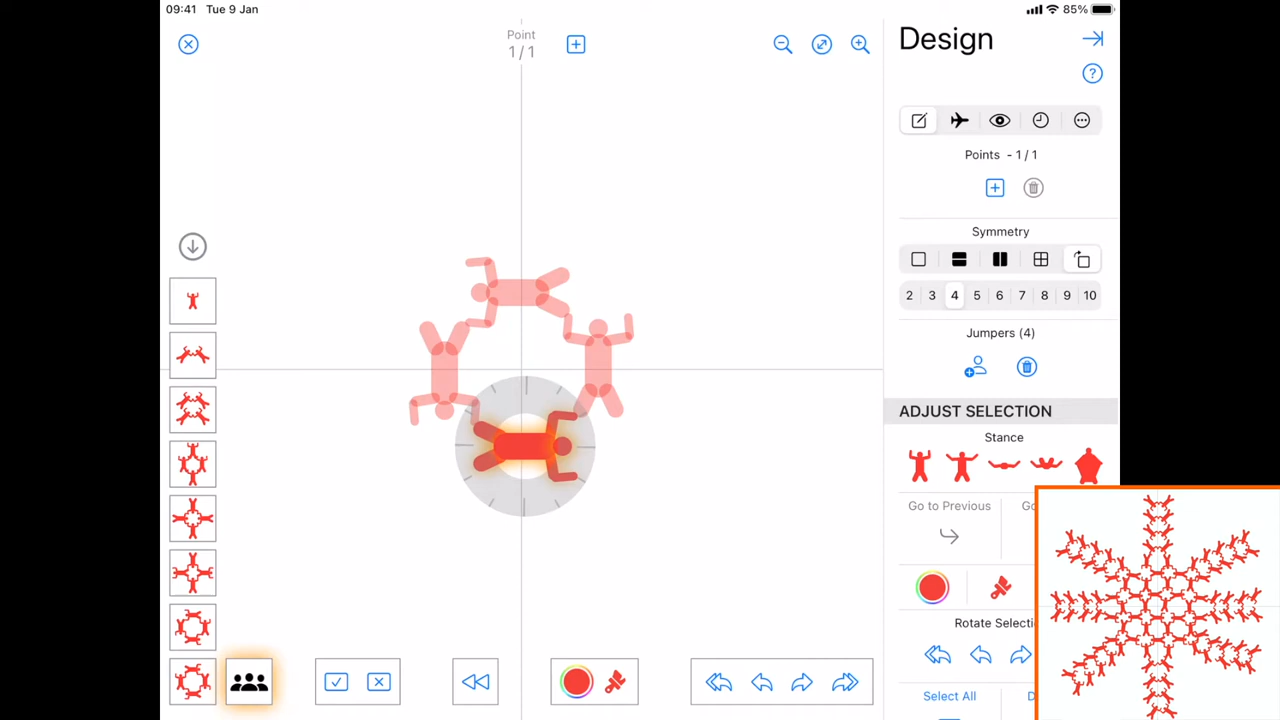 09:41 Tue 9 Jan
85%
Point
1/1
Design
Points - 1/1
Symmetry
2 3 4 5 6 7 8 9 10
Jumpers (4)
ADJUST SELECTION
Stance
Go to Previous
Rotate
Select All